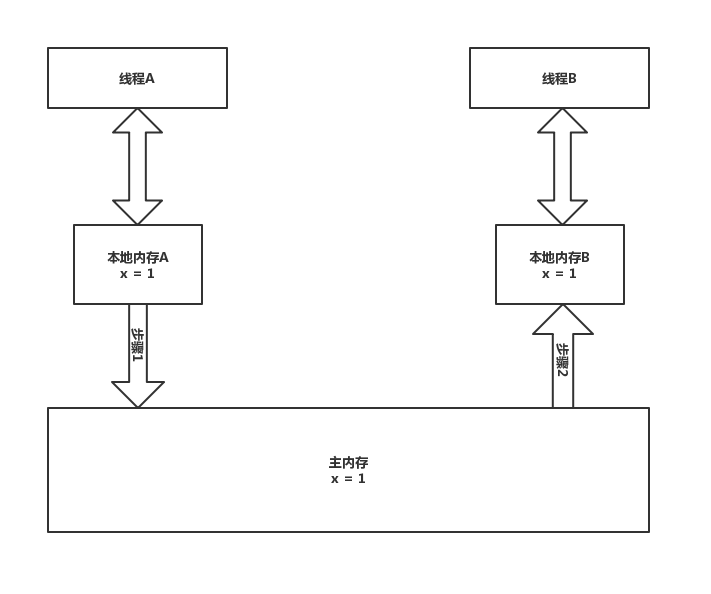 线程A
线程B
本地内存A
x = 1
本地内存B
x = 1
步骤1
步骤2
主内存
x = 1